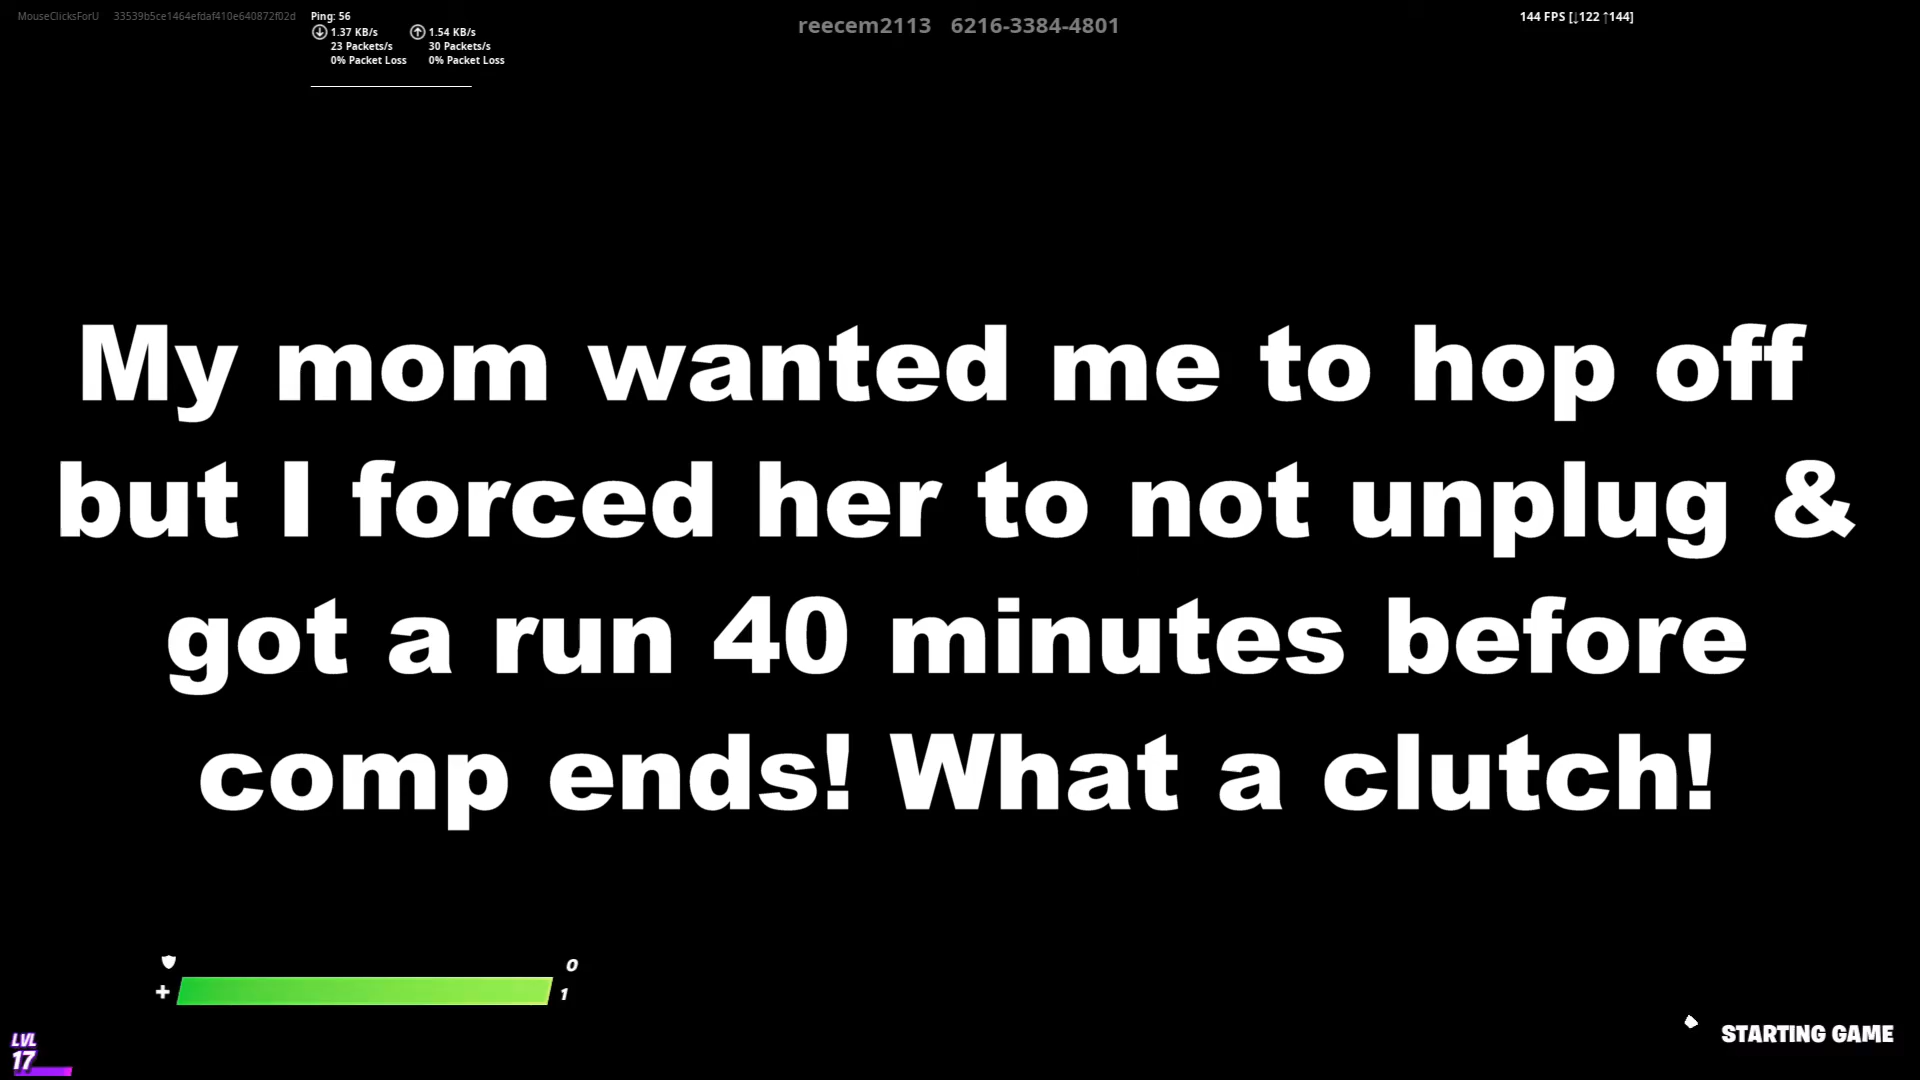 MouseClicksForU 33539b5ce1464efdaf410e640872f02d
Ping: 56
1.37 KB/s 1.54 KB/s
23 Packets/s 30 Packets/s
0% Packet Loss 0% Packet Loss
reecem2113 6216-3384-4801
144 FPS [↓122 ↑144]
My mom wanted me to hop off
but I forced her to not unplug &
got a run 40 minutes before
comp ends! What a clutch!
0
1
LVL
17
STARTING GAME